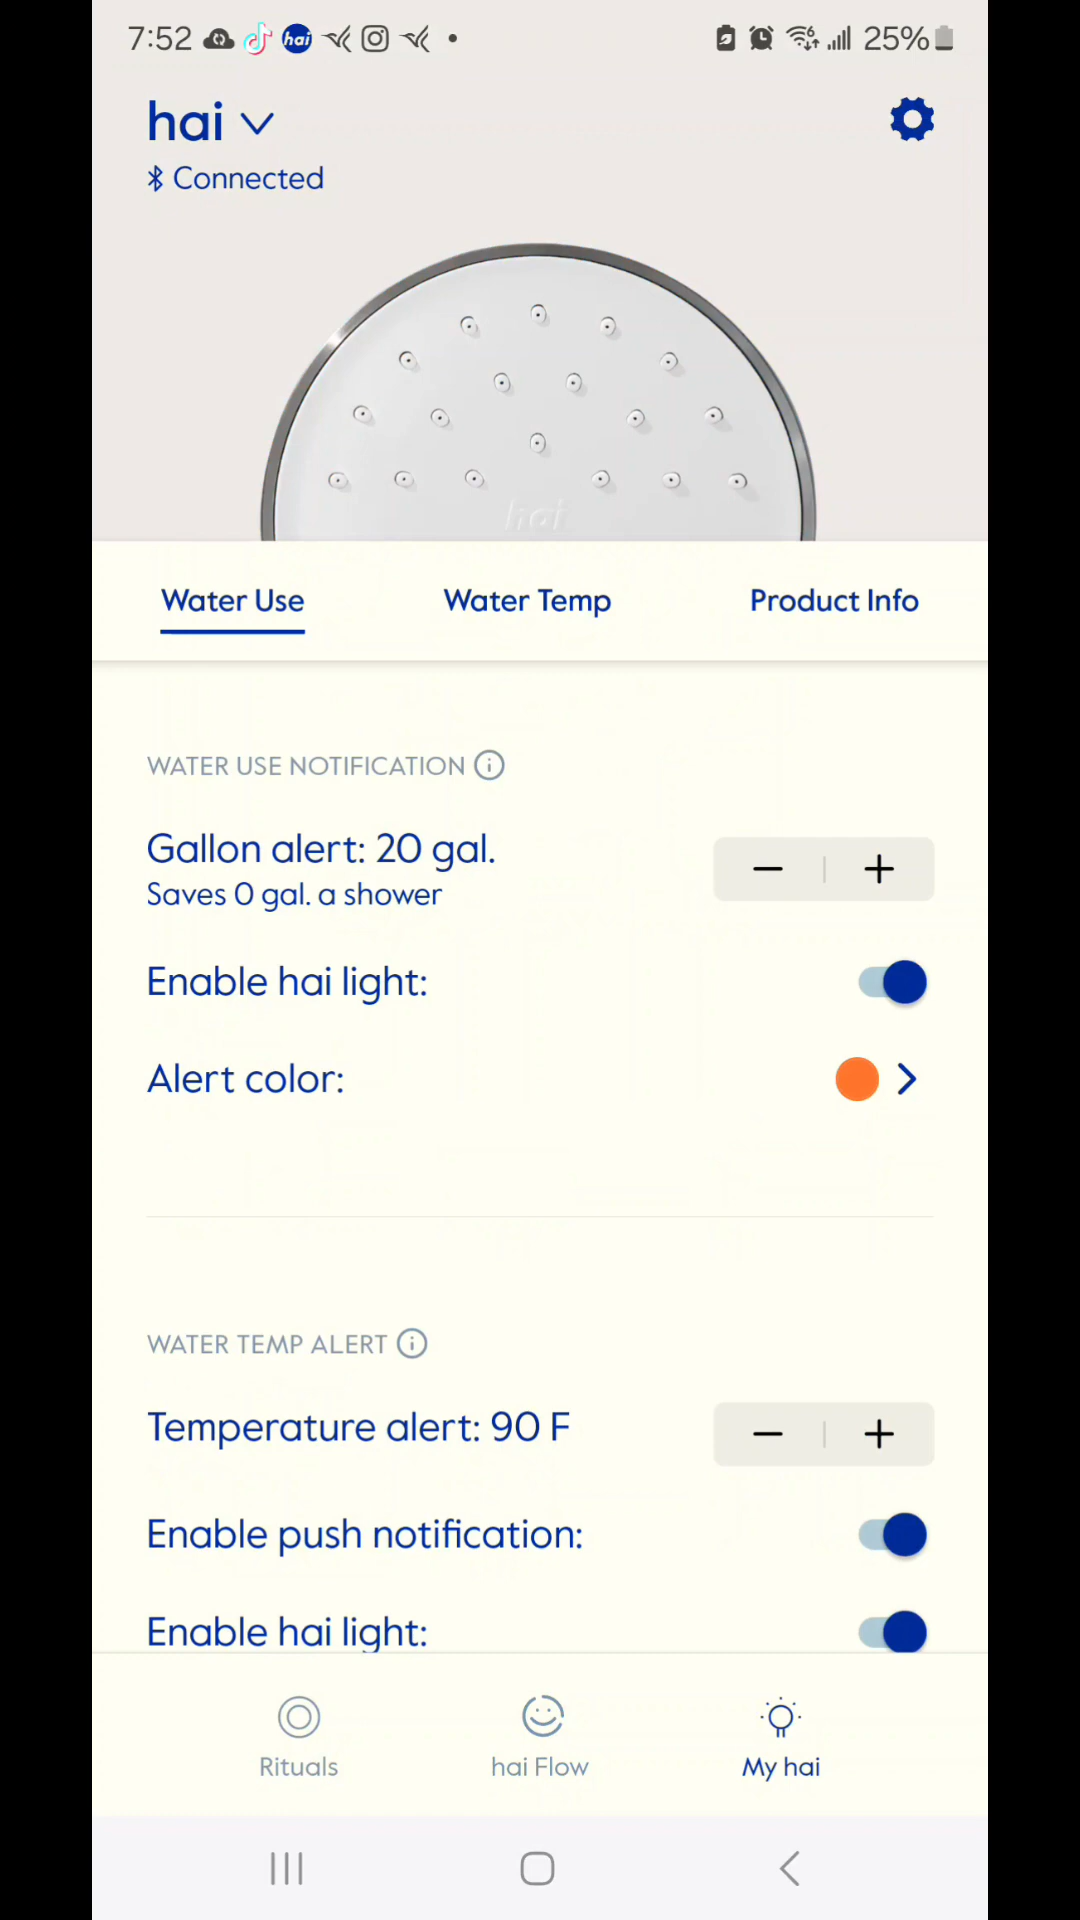 7:52 hai 25%
hai
Connected
hai
Water Use Water Temp Product Info
WATER USE NOTIFICATION
Gallon alert: 20 gal.
Saves 0 gal. a shower
Enable hai light:
Alert color:
WATER TEMP ALERT
Temperature alert: 90 F
Enable push notification:
Enable hai light:
Rituals hai Flow My hai